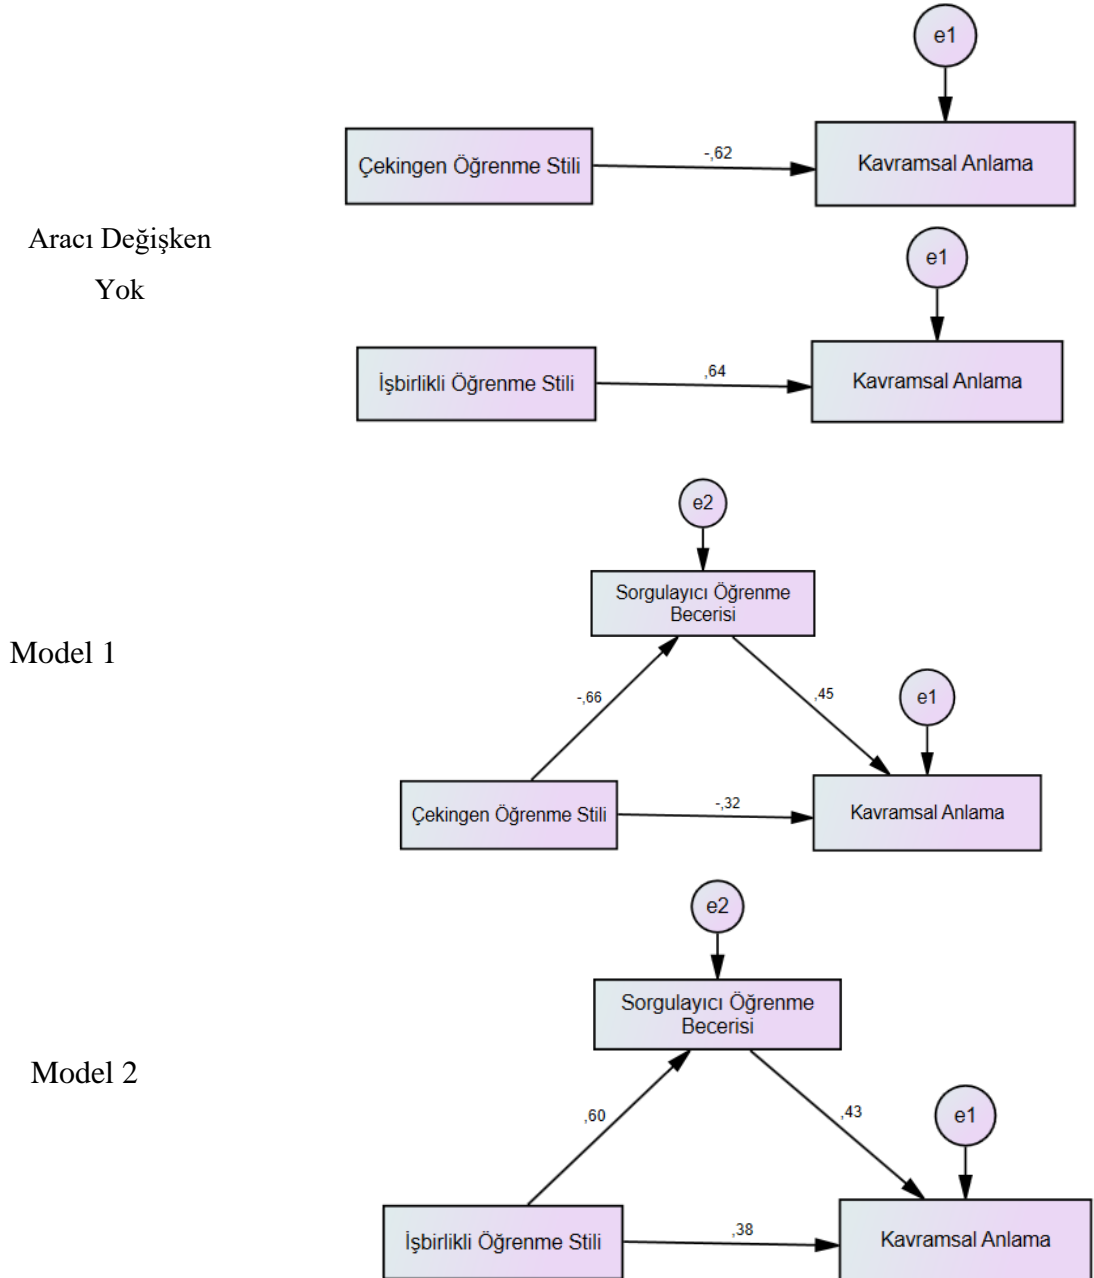 e1
Çekingen Öğrenme Stili
-,62
Kavramsal Anlama
Aracı Değişken
Yok
e1
İşbirlikli Öğrenme Stili
,64
Kavramsal Anlama
Model 1
e2
Sorgulayıcı Öğrenme
Becerisi
-,66
,45
e1
Çekingen Öğrenme Stili
-,32
Kavramsal Anlama
Model 2
e2
Sorgulayıcı Öğrenme
Becerisi
,60
,43
e1
İşbirlikli Öğrenme Stili
,38
Kavramsal Anlama